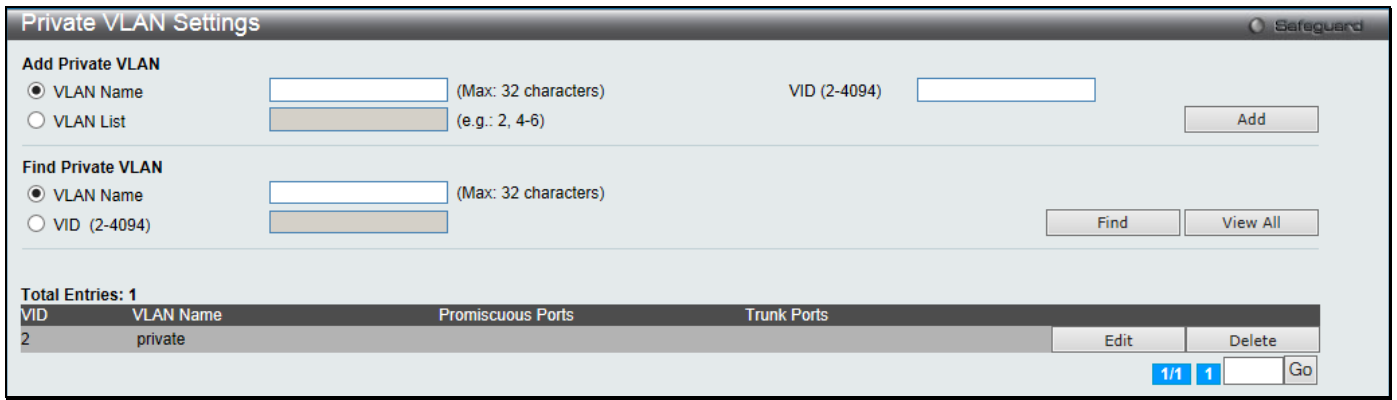 Private VLAN Settings Safeguard
Add Private VLAN
VLAN Name (Max: 32 characters) VID (2-4094)
VLAN List (e.g.: 2, 4-6) Add
Find Private VLAN
VLAN Name (Max: 32 characters)
VID (2-4094) Find View All
Total Entries: 1
VID VLAN Name Promiscuous Ports Trunk Ports
2 private Edit Delete
1/1 1 Go